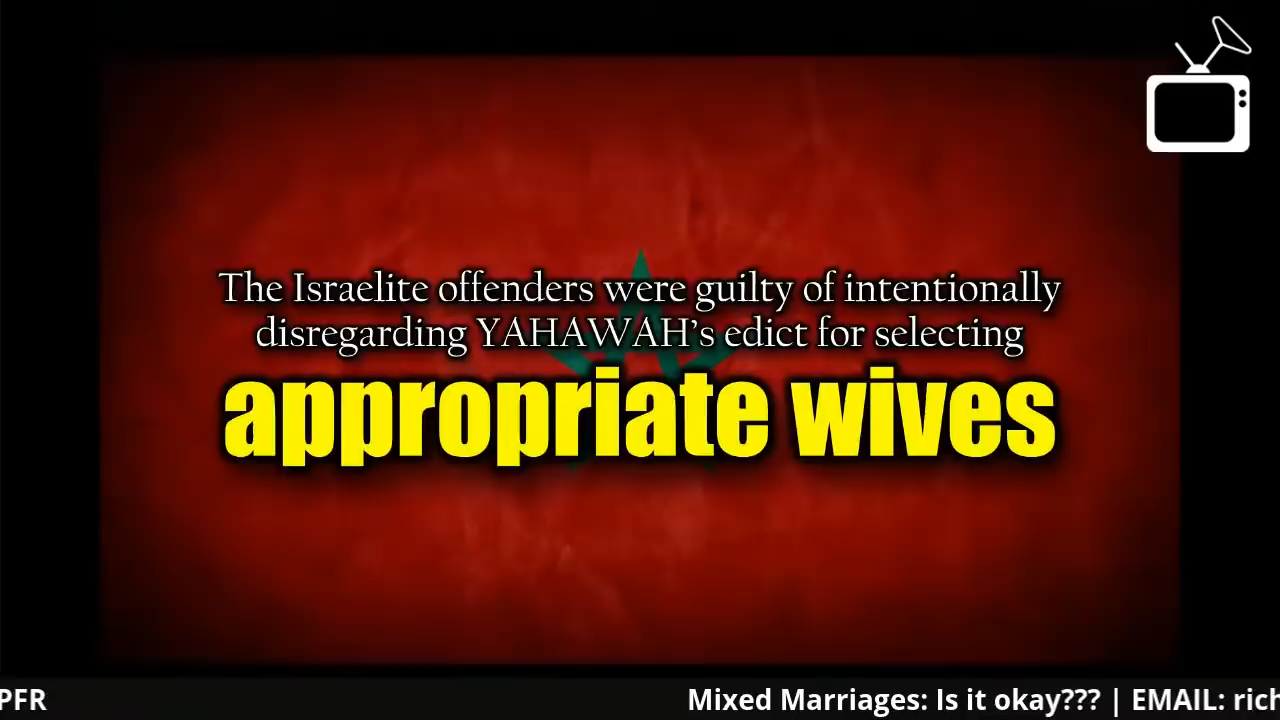 The Israelite offenders were guilty of intentionally
disregarding YAHAWAH's edict for selecting
appropriate wives
PFR Mixed Marriages: Is it okay??? | EMAIL: rich